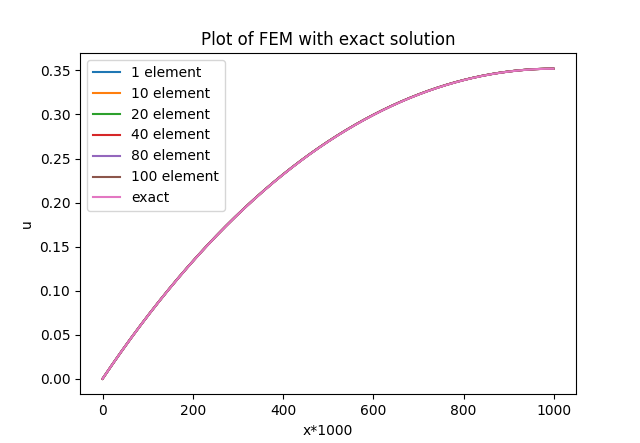 Plot of FEM with exact solution
0.35
0.30
0.25
0.20
0.15
0.10
0.05
0.00
u
1 element
10 element
20 element
40 element
80 element
100 element
exact
0 200 400 600 800 1000
x*1000